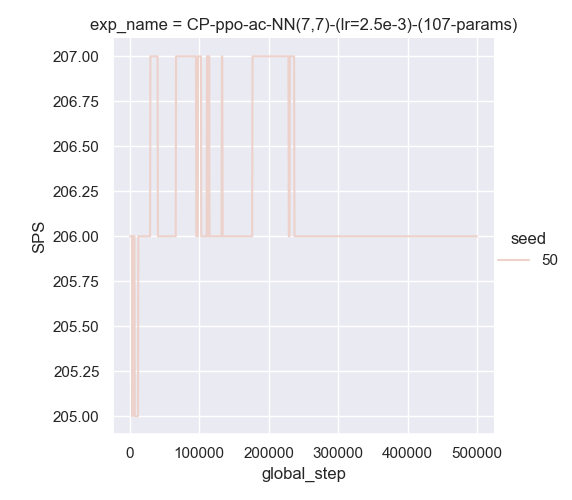 exp_name = CP-ppo-ac-NN(7,7)-(lr=2.5e-3)-(107-params)
207.00
206.75
206.50
206.25
206.00
205.75
205.50
205.25
205.00
SPS
0 100000 200000 300000 400000 500000
global_step
seed
50